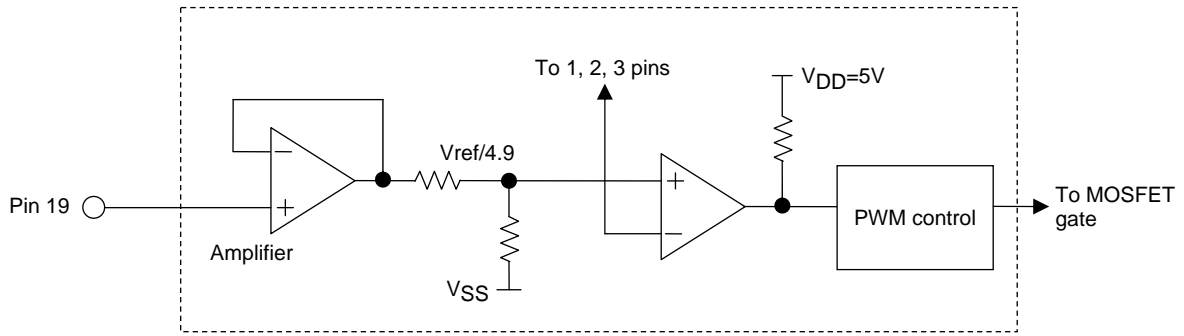 To 1, 2, 3 pins
VDD=5V
Vref/4.9
Pin 19
−
+
Amplifier
VSS
+
−
PWM control
To MOSFET
gate